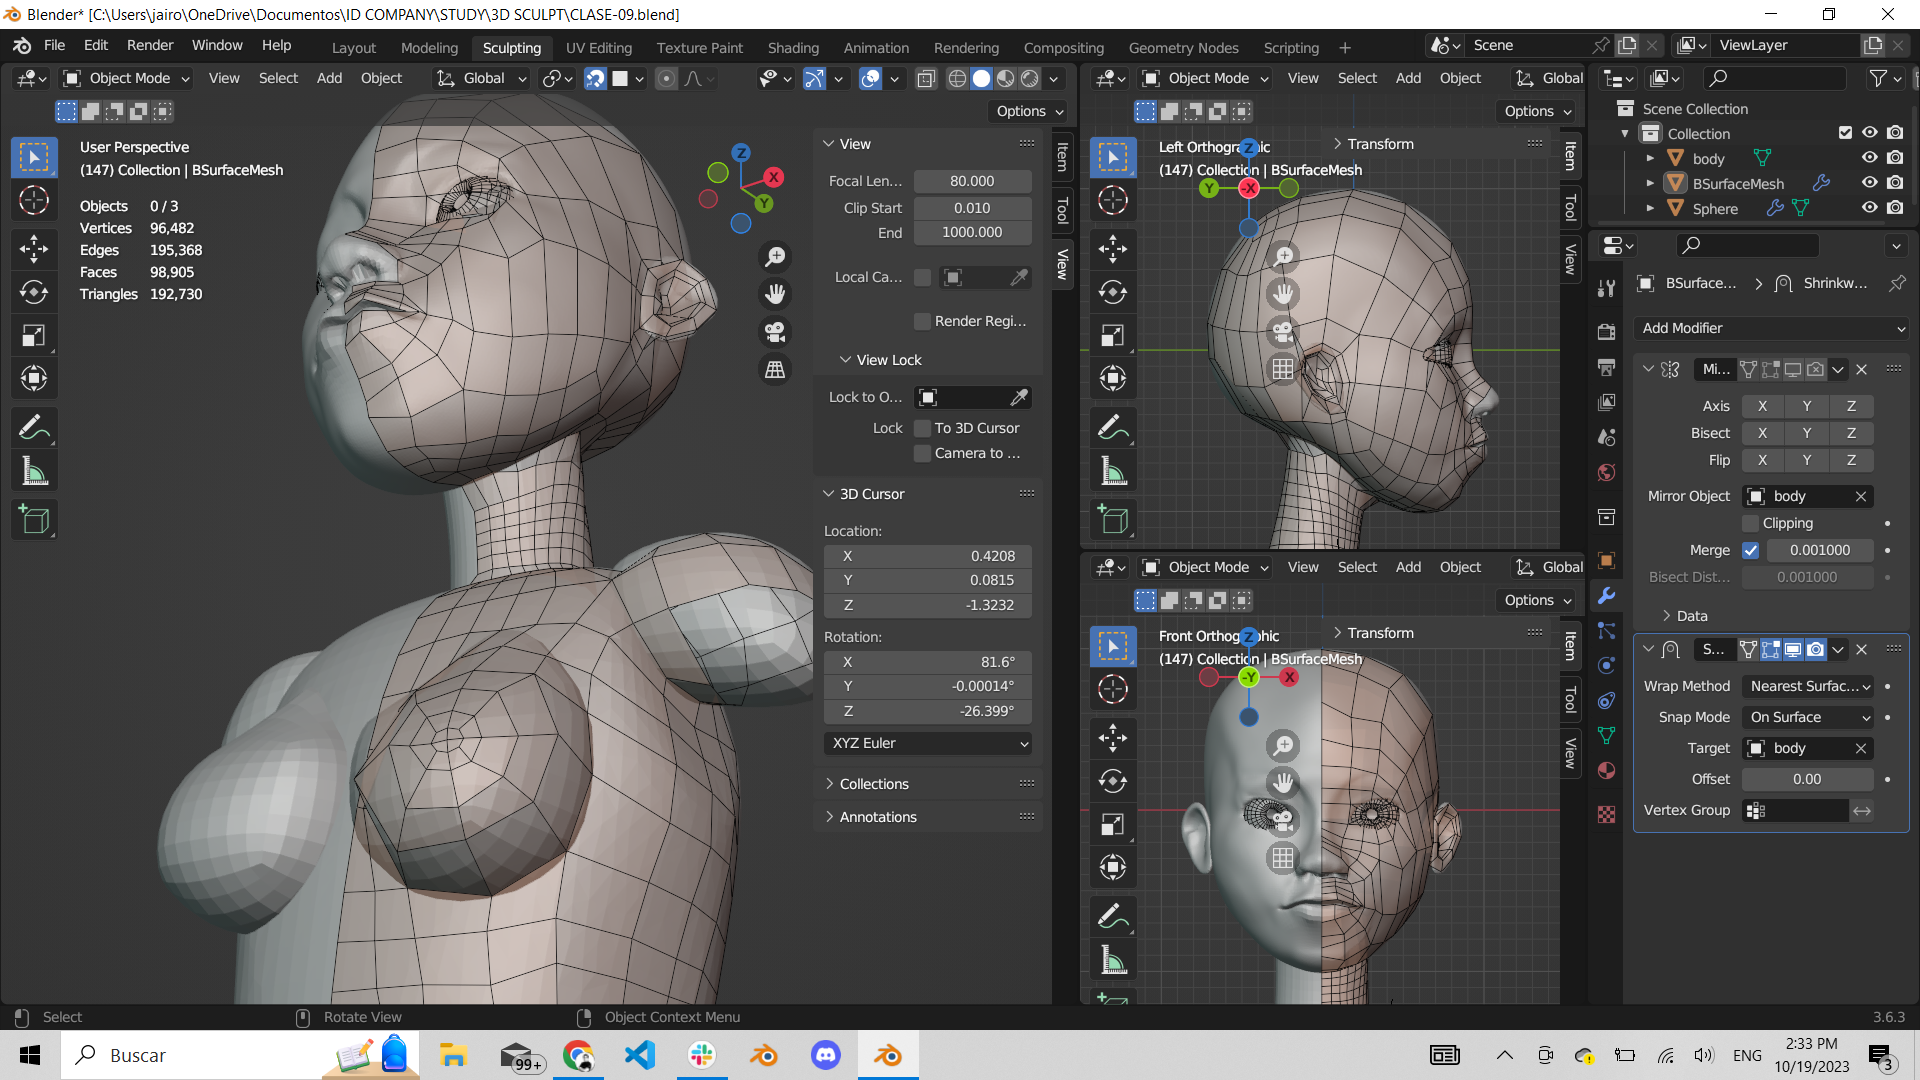 Blender* [C:\Users\jairo\OneDrive\Documentos\ID COMPANY\STUDY\3D SCULPT\CLASE-09.blend]
File Edit Render Window Help Layout Modeling Sculpting UV Editing Texture Paint Shading Animation Rendering Compositing Geometry Nodes Scripting + Scene ViewLayer
Object Mode View Select Add Object Global
Options
User Perspective
(147) Collection | BSurfaceMesh
Objects 0 / 3
Vertices 96,482
Edges 195,368
Faces 98,905
Triangles 192,730
Z
X
Y
View
Focal Len... 80.000
Clip Start 0.010
End 1000.000
Local Ca...
Render Regi...
View Lock
Lock to O...
Lock To 3D Cursor
Camera to ...
3D Cursor
Location:
X 0.4208
Y 0.0815
Z -1.3232
Rotation:
X 81.6°
Y -0.00014°
Z -26.399°
XYZ Euler
Collections
Annotations
Item
Tool
View
Object Mode View Select Add Object Global
Options
Left Orthographic
(147) Collection | BSurfaceMesh
Z
Y -X
Transform
Item
Tool
View
Object Mode View Select Add Object Global
Options
Front Orthographic
(147) Collection | BSurfaceMesh
Z
-Y X
Transform
Item
Tool
View
Scene Collection
Collection
body
BSurfaceMesh
Sphere
BSurface... Shrinkw...
Add Modifier
Mi...
Axis X Y Z
Bisect X Y Z
Flip X Y Z
Mirror Object body
Clipping
Merge 0.001000
Bisect Dist... 0.001000
Data
S...
Wrap Method Nearest Surfac...
Snap Mode On Surface
Target body
Offset 0.00
Vertex Group
Select Rotate View Object Context Menu 3.6.3
Buscar
99+
ENG
2:33 PM
10/19/2023
3